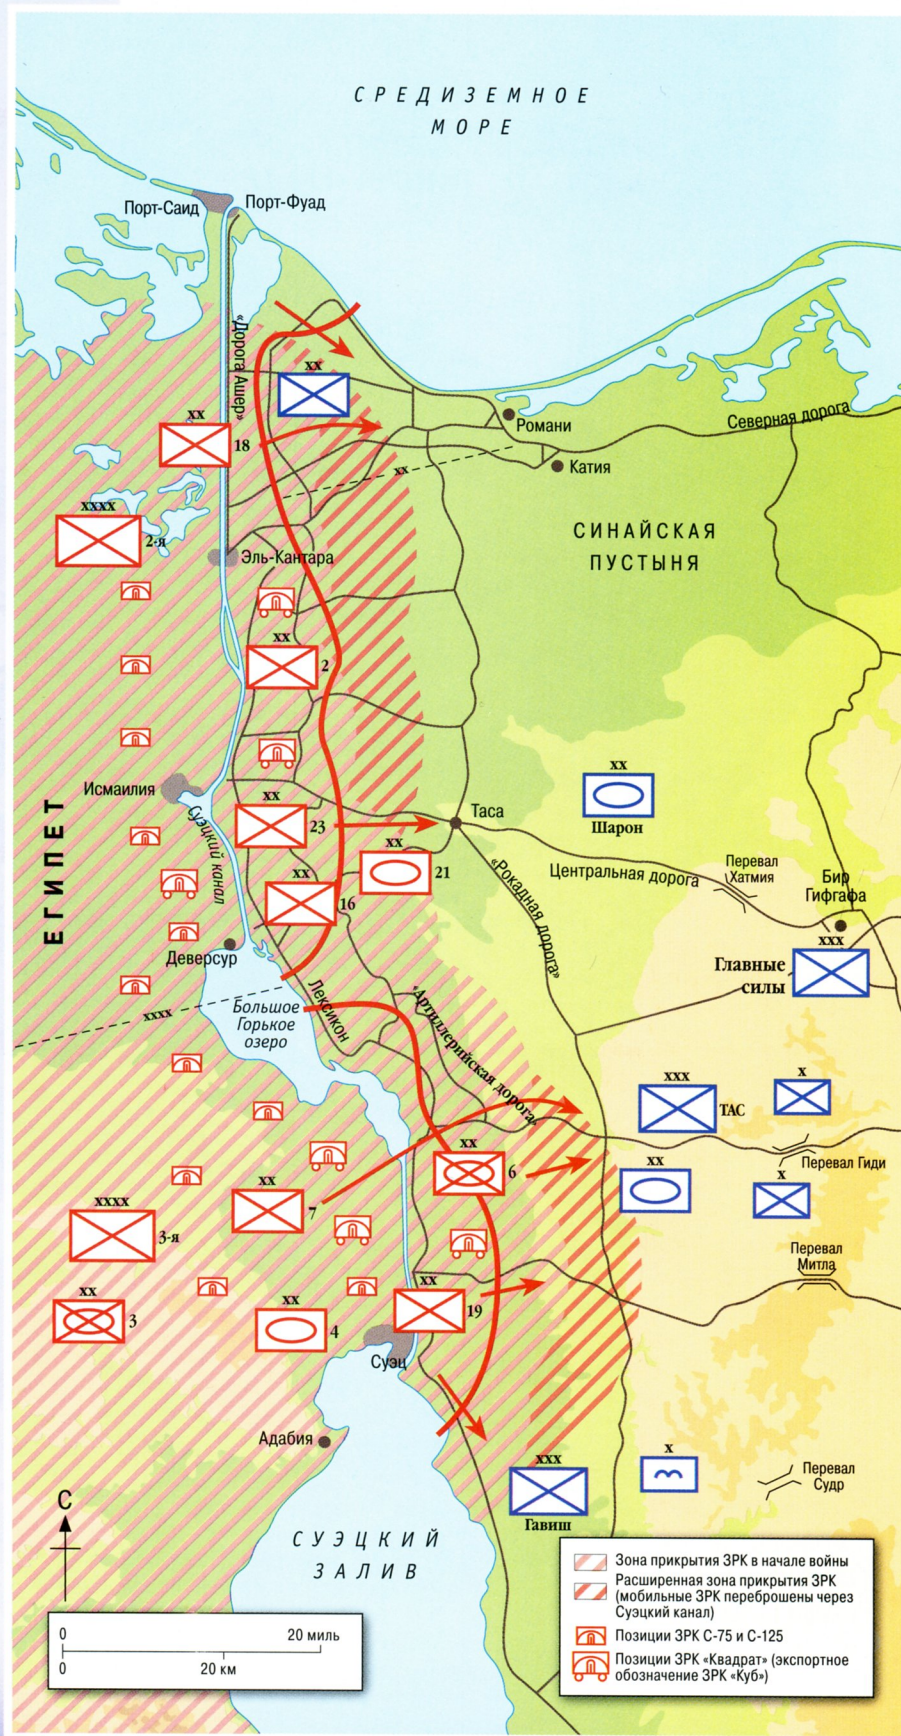 СРЕДИЗЕМНОЕ
МОРЕ
Порт-Саид
Порт-Фуад
«Дорога Ашер»
xx
xx
18
Романи
Северная дорога
Катия
xx
xxxx
2-я
СИНАЙСКАЯ
ПУСТЫНЯ
Эль-Кантара
xx
2
Исмаилия
Суэцкий канал
ЕГИПЕТ
xx
23
xx
16
xx
21
Таса
xx
Шарон
«Рокадная дорога»
Центральная дорога
Перевал
Хатмия
Бир
Гифгафа
xxx
Главные
силы
Деверсур
Лексикон
Большое
Горькое
озеро
xxxx
«Артиллерийская дорога»
xxx
ТАС
x
Перевал Гиди
xx
x
xx
6
xx
7
xxxx
3-я
Перевал
Митла
xx
3
xx
4
xx
19
Суэц
Адабия
xxx
Гавиш
x
Перевал
Судр
С
СУЭЦКИЙ
ЗАЛИВ
0 20 миль
0 20 км
Зона прикрытия ЗРК в начале войны
Расширенная зона прикрытия ЗРК
(мобильные ЗРК переброшены через
Суэцкий канал)
Позиции ЗРК С-75 и С-125
Позиции ЗРК «Квадрат» (экспортное
обозначение ЗРК «Куб»)